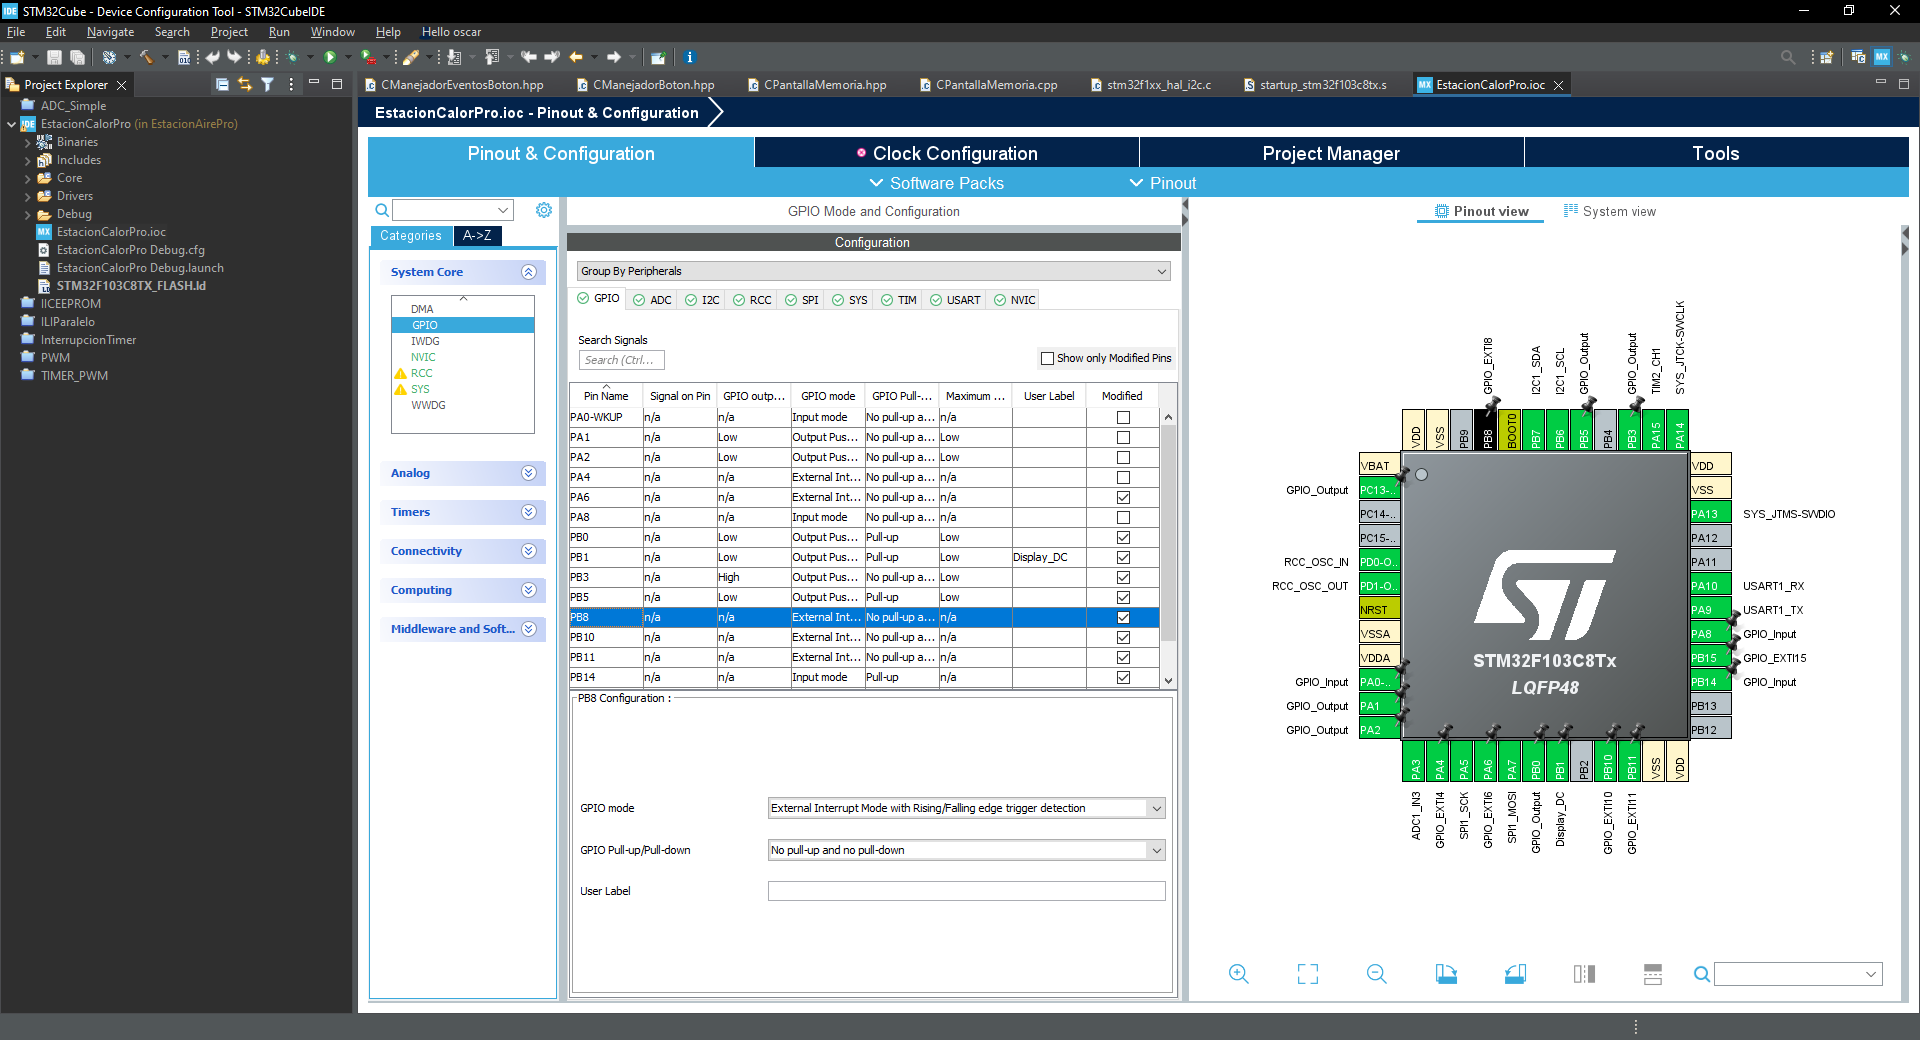 STM32Cube - Device Configuration Tool - STM32CubeIDE
File Edit Navigate Search Project Run Window Help Hello oscar
Project Explorer
CManejadorEventosBoton.hpp CManejadorBoton.hpp CPantallaMemoria.hpp CPantallaMemoria.cpp stm32f1xx_hal_i2c.c startup_stm32f103c8tx.s EstacionCalorPro.ioc
ADC_Simple
EstacionCalorPro (in EstacionAirePro)
Binaries
Includes
Core
Drivers
Debug
EstacionCalorPro.ioc
EstacionCalorPro Debug.cfg
EstacionCalorPro Debug.launch
STM32F103C8TX_FLASH.ld
IICEEPROM
ILIParalelo
InterrupcionTimer
PWM
TIMER_PWM
EstacionCalorPro.ioc - Pinout & Configuration
Pinout & Configuration
Clock Configuration
Project Manager
Tools
Software Packs
Pinout
Categories A->Z
System Core
DMA
GPIO
IWDG
NVIC
RCC
SYS
WWDG
Analog
Timers
Connectivity
Computing
Middleware and Soft...
GPIO Mode and Configuration
Configuration
Group By Peripherals
GPIO ADC I2C RCC SPI SYS TIM USART NVIC
Search Signals
Search (Ctrl...
Show only Modified Pins
Pin Name Signal on Pin GPIO outp... GPIO mode GPIO Pull-... Maximum ... User Label Modified
PA0-WKUP n/a n/a Input mode No pull-up a... n/a
PA1 n/a Low Output Pus... No pull-up a... Low
PA2 n/a Low Output Pus... No pull-up a... Low
PA4 n/a n/a External Int... No pull-up a... n/a
PA6 n/a n/a External Int... No pull-up a... n/a
PA8 n/a n/a Input mode No pull-up a... n/a
PB0 n/a Low Output Pus... Pull-up Low
PB1 n/a Low Output Pus... Pull-up Low Display_DC
PB3 n/a High Output Pus... No pull-up a... Low
PB5 n/a Low Output Pus... Pull-up Low
PB8 n/a n/a External Int... No pull-up a... n/a
PB10 n/a n/a External Int... No pull-up a... n/a
PB11 n/a n/a External Int... No pull-up a... n/a
PB14 n/a n/a Input mode Pull-up n/a
PB8 Configuration :
GPIO mode External Interrupt Mode with Rising/Falling edge trigger detection
GPIO Pull-up/Pull-down No pull-up and no pull-down
User Label
Pinout view System view
GPIO_EXTI8
I2C1_SDA
I2C1_SCL
GPIO_Output
GPIO_Output
TIM2_CH1
SYS_JTCK-SWCLK
VDD
VSS
PB9
PB8
BOOT0
PB7
PB6
PB5
PB4
PB3
PA15
PA14
VBAT
GPIO_Output PC13-..
PC14-..
PC15-..
RCC_OSC_IN PD0-O..
RCC_OSC_OUT PD1-O..
NRST
VSSA
VDDA
GPIO_Input PA0-..
GPIO_Output PA1
GPIO_Output PA2
STM32F103C8Tx
LQFP48
VDD
VSS
PA13 SYS_JTMS-SWDIO
PA12
PA11
PA10 USART1_RX
PA9 USART1_TX
PA8 GPIO_Input
PB15 GPIO_EXTI15
PB14 GPIO_Input
PB13
PB12
PA3
PA4
PA5
PA6
PA7
PB0
PB1
PB2
PB10
PB11
VSS
VDD
ADC1_IN3
GPIO_EXTI4
SPI1_SCK
GPIO_EXTI6
SPI1_MOSI
GPIO_Output
Display_DC
GPIO_EXTI10
GPIO_EXTI11